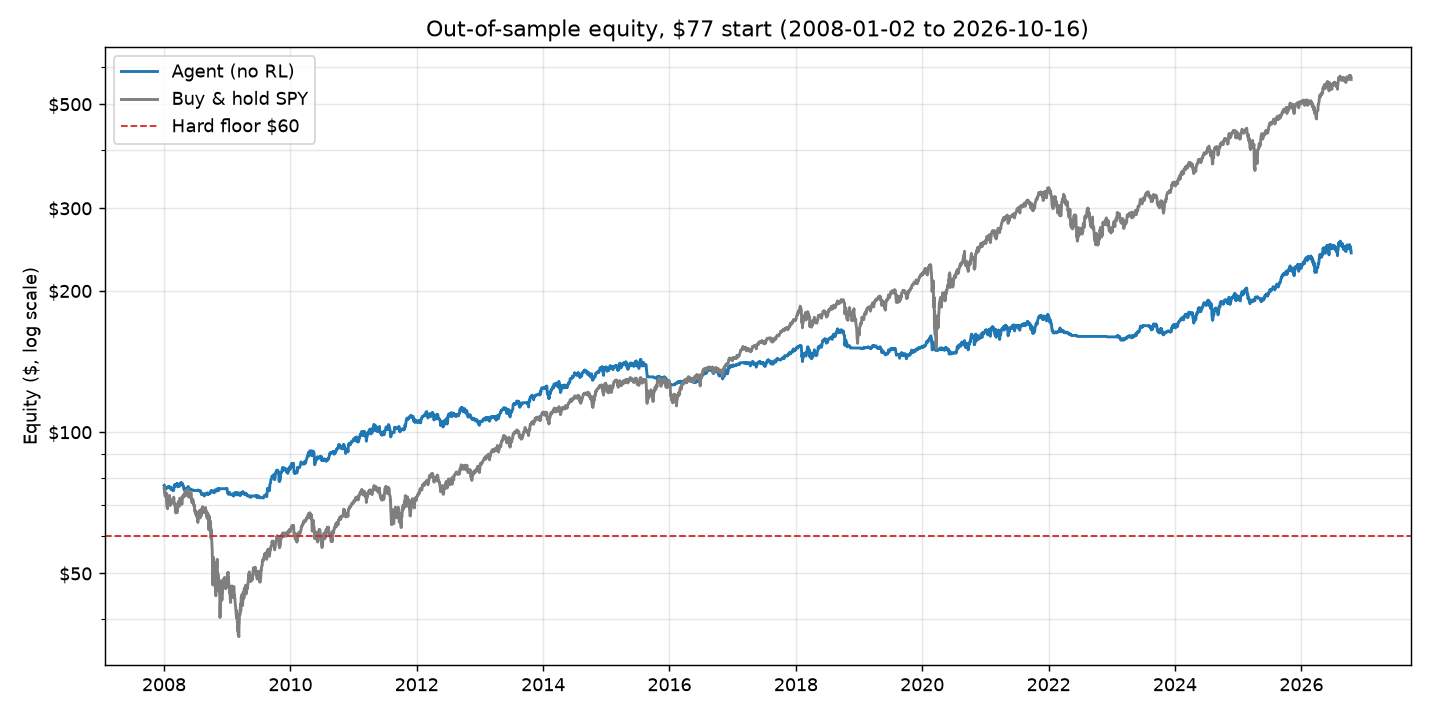 Out-of-sample equity, $77 start (2008-01-02 to 2026-10-16)
Agent (no RL)
Buy & hold SPY
Hard floor $60
Equity ($, log scale)
$500
$300
$200
$100
$50
2008 2010 2012 2014 2016 2018 2020 2022 2024 2026